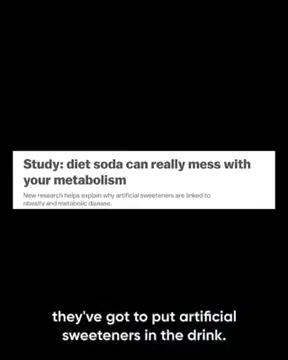 Study: diet soda can really mess with
your metabolism
New research helps explain why artificial sweeteners are linked to
obesity and metabolic disease.
they've got to put artificial
sweeteners in the drink.